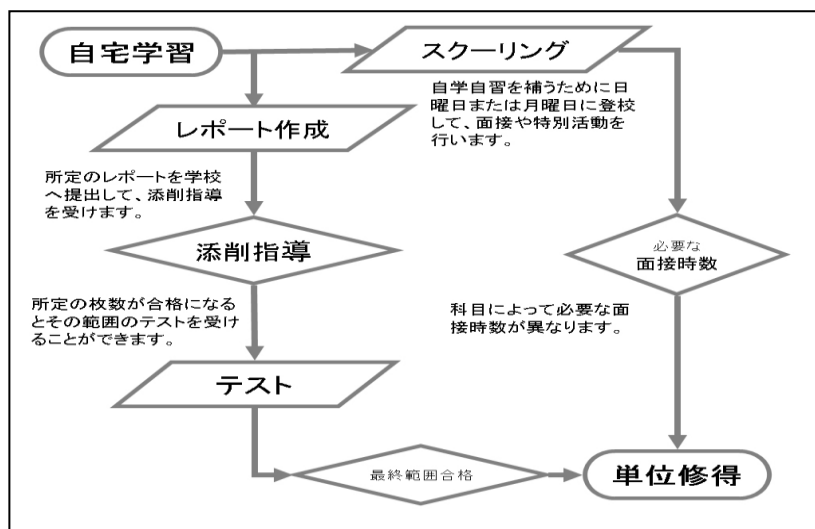 自宅学習
スクーリング
自学自習を補うために日
曜日または月曜日に登校
して、面接や特別活動を
行います。
レポート作成
所定のレポートを学校
へ提出して、添削指導
を受けます。
添削指導
必要な
面接時数
所定の枚数が合格になる
とその範囲のテストを受け
ることができます。
科目によって必要な面
接時数が異なります。
テスト
最終範囲合格
単位修得